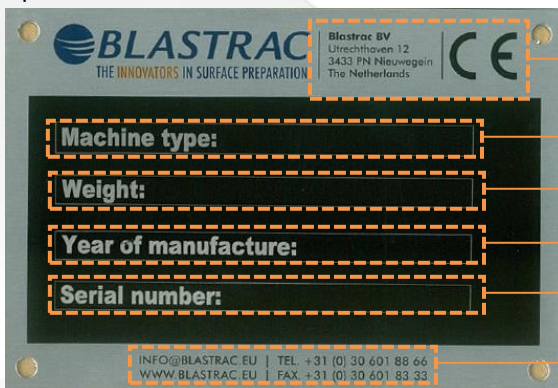 BLASTRAC
THE INNOVATORS IN SURFACE PREPARATION
Blastrac BV
Utrechthaven 12
3433 PN Nieuwegein
The Netherlands
CE
Machine type:
Weight:
Year of manufacture:
Serial number:
INFO@BLASTRAC.EU | TEL. +31 (0) 30 601 88 66
WWW.BLASTRAC.EU | FAX. +31 (0) 30 601 83 33